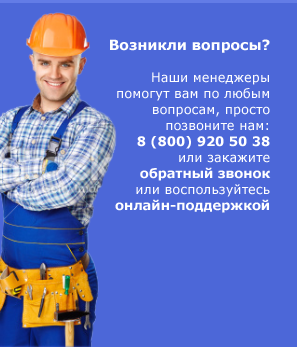 Возникли вопросы?
Наши менеджеры
помогут вам по любым
вопросам, просто
позвоните нам:
8 (800) 920 50 38
или закажите
обратный звонок
или воспользуйтесь
онлайн-поддержкой